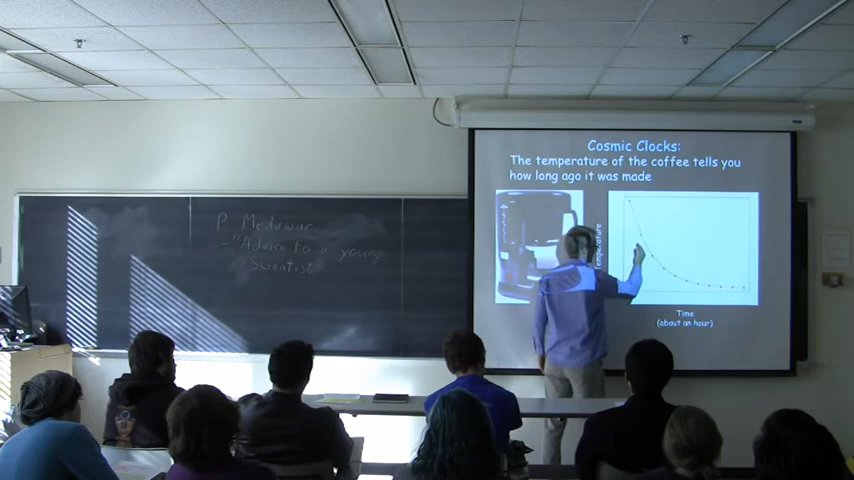 P Medawar
- "Advice to a young
Scientist"
Cosmic Clocks:
The temperature of the coffee tells you
how long ago it was made
Temperature
Time
(about an hour)